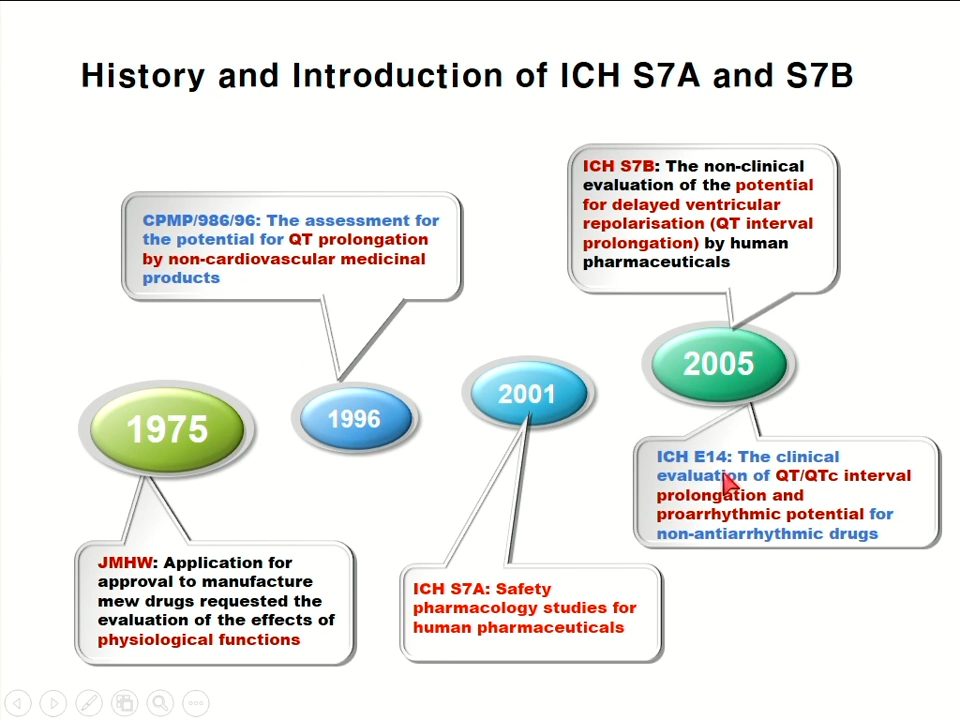 History and Introduction of ICH S7A and S7B
ICH S7B: The non-clinical
evaluation of the potential
for delayed ventricular
repolarisation (QT interval
prolongation) by human
pharmaceuticals
CPMP/986/96: The assessment for
the potential for QT prolongation
by non-cardiovascular medicinal
products
2005
2001
1996
1975
ICH E14: The clinical
evaluation of QT/QTc interval
prolongation and
proarrhythmic potential for
non-antiarrhythmic drugs
JMHW: Application for
approval to manufacture
mew drugs requested the
evaluation of the effects of
physiological functions
ICH S7A: Safety
pharmacology studies for
human pharmaceuticals